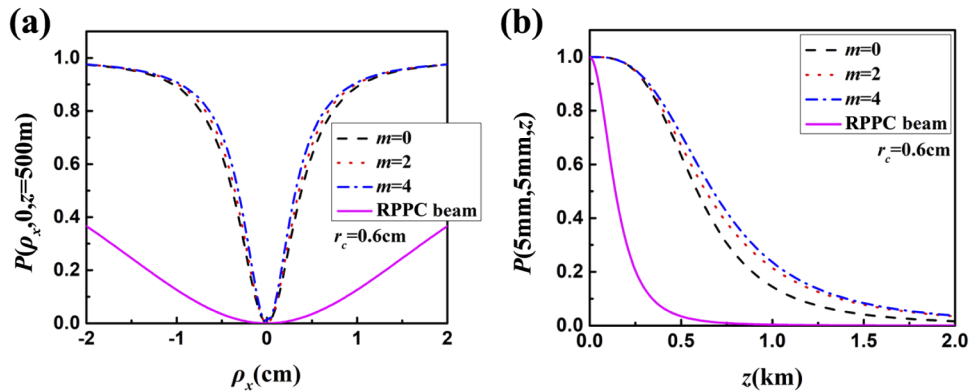 (a)
P(ρx,0,z=500m)
1.0
0.8
0.6
0.4
0.2
0.0
m=0
m=2
m=4
RPPC beam
rc=0.6cm
-2
-1
0
1
2
ρx(cm)
(b)
P(5mm,5mm,z)
1.0
0.8
0.6
0.4
0.2
0.0
m=0
m=2
m=4
RPPC beam
rc=0.6cm
0.0
0.5
1.0
1.5
2.0
z(km)